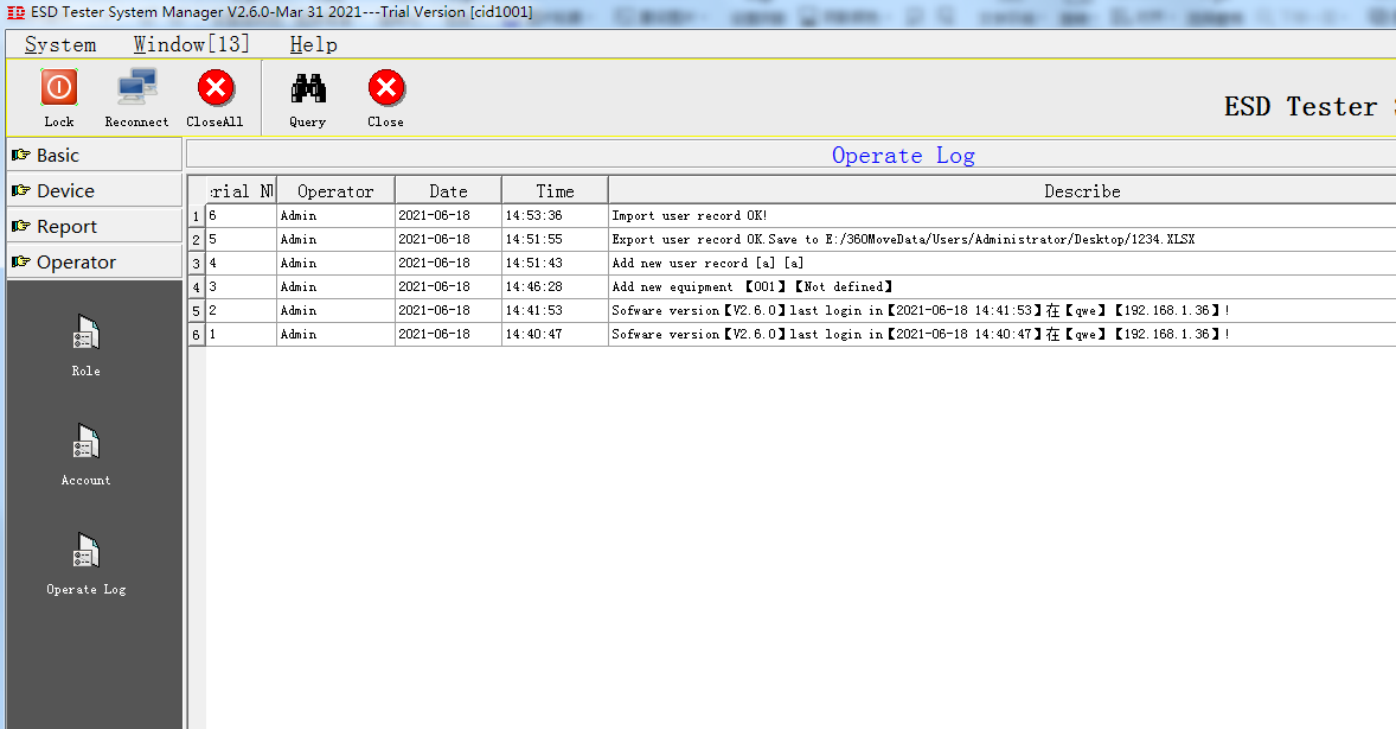 ESD Tester System Manager V2.6.0-Mar 31 2021---Trial Version [cid1001]
System Window[13] Help
Lock Reconnect CloseAll Query Close
ESD Tester
Basic
Operate Log
Device
rial N Operator Date Time Describe
1 6 Admin 2021-06-18 14:53:36 Import user record OK!
Report
2 5 Admin 2021-06-18 14:51:55 Export user record OK.Save to E:/360MoveData/Users/Administrator/Desktop/1234.XLSX
Operator
3 4 Admin 2021-06-18 14:51:43 Add new user record [a] [a]
4 3 Admin 2021-06-18 14:46:28 Add new equipment 【001】【Not defined】
5 2 Admin 2021-06-18 14:41:53 Sofware version【V2.6.0】last login in【2021-06-18 14:41:53】在【qwe】【192.168.1.36】!
6 1 Admin 2021-06-18 14:40:47 Sofware version【V2.6.0】last login in【2021-06-18 14:40:47】在【qwe】【192.168.1.36】!
Role
Account
Operate Log